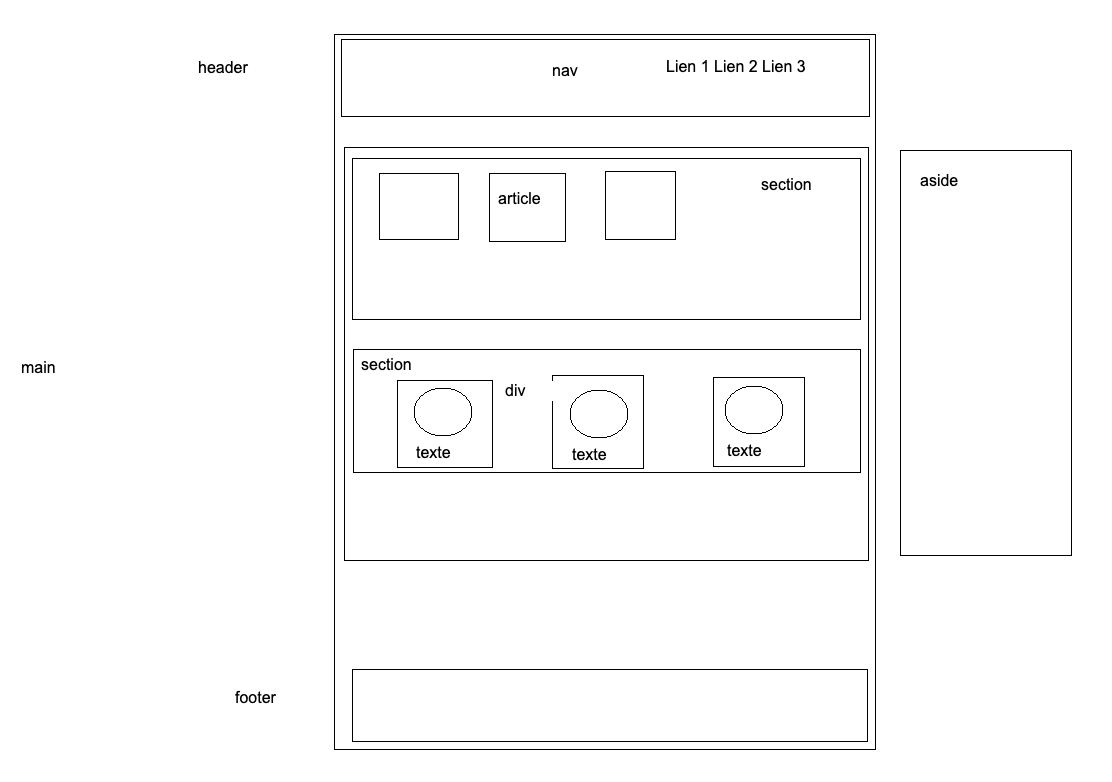 header
nav
Lien 1 Lien 2 Lien 3
section
article
aside
main
section
div
texte
texte
texte
footer